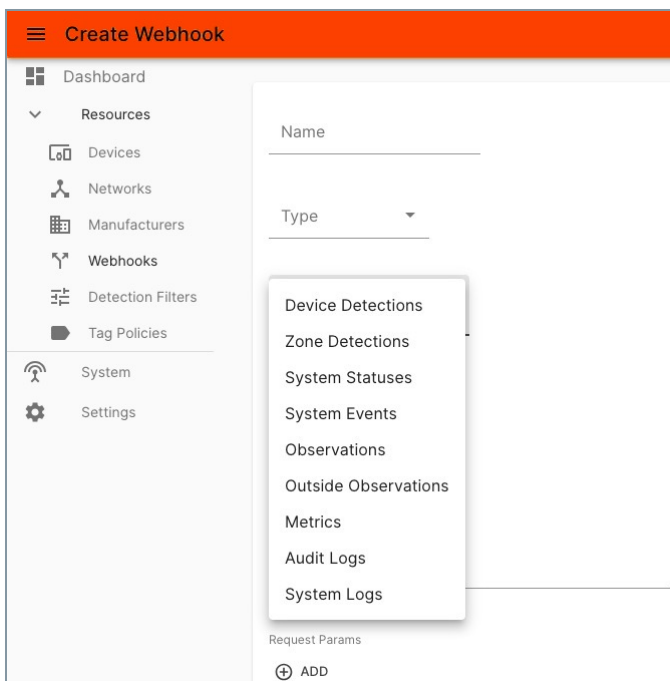 Create Webhook
Dashboard
Resources
Devices
Networks
Manufacturers
Webhooks
Detection Filters
Tag Policies
System
Settings
Name
Type
Device Detections
Zone Detections
System Statuses
System Events
Observations
Outside Observations
Metrics
Audit Logs
System Logs
Request Params
ADD